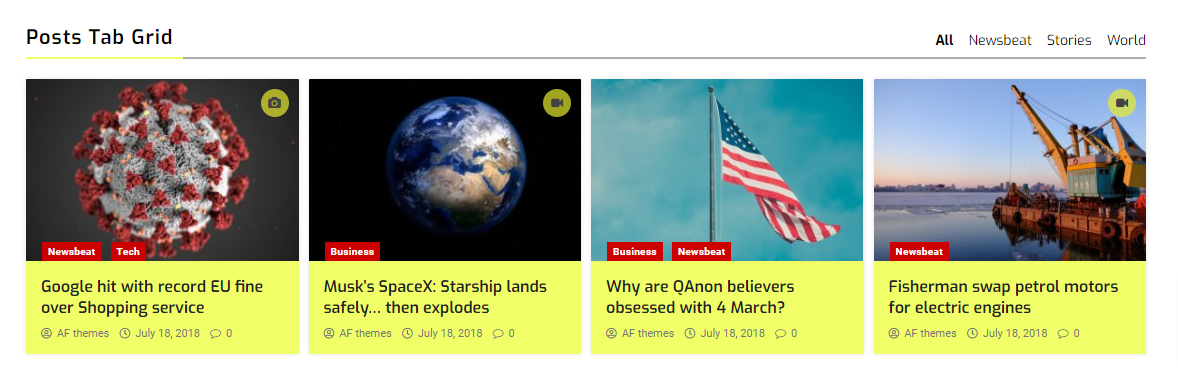 Posts Tab Grid
All Newsbeat Stories World
Newsbeat Tech
Google hit with record EU fine
over Shopping service
AF themes July 18, 2018 0
Business
Musk's SpaceX: Starship lands
safely... then explodes
AF themes July 18, 2018 0
Business Newsbeat
Why are QAnon believers
obsessed with 4 March?
AF themes July 18, 2018 0
Newsbeat
Fisherman swap petrol motors
for electric engines
AF themes July 18, 2018 0